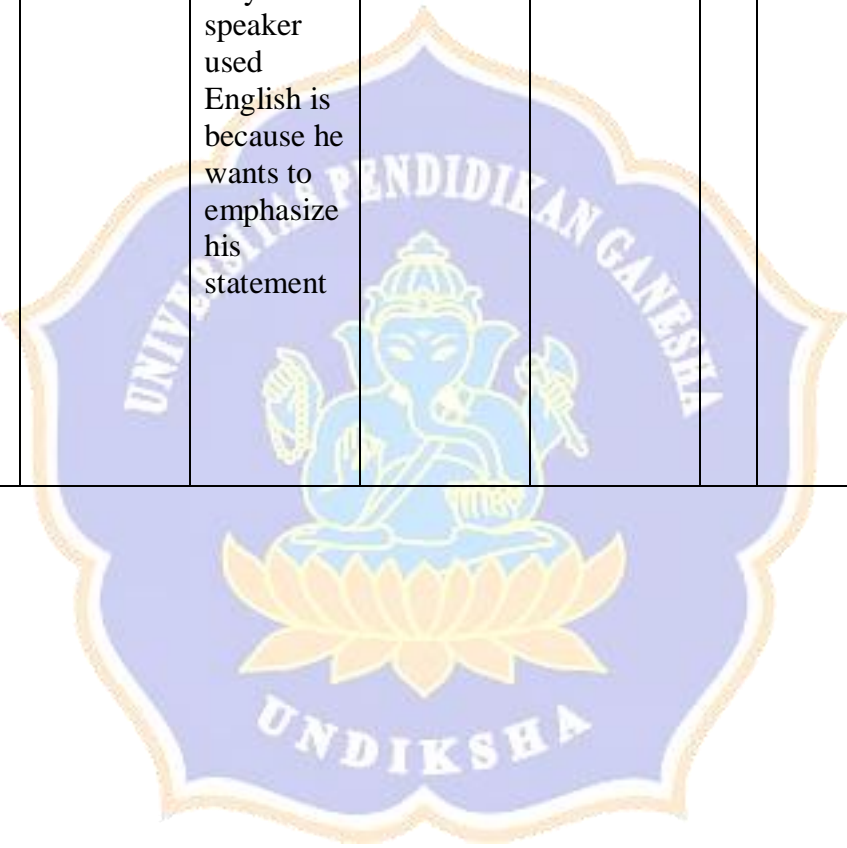 speaker
used
English is
because he
wants to
emphasize
his
statement
UNIVERSITAS PENDIDIKAN GANESHA
UNDIKSHA